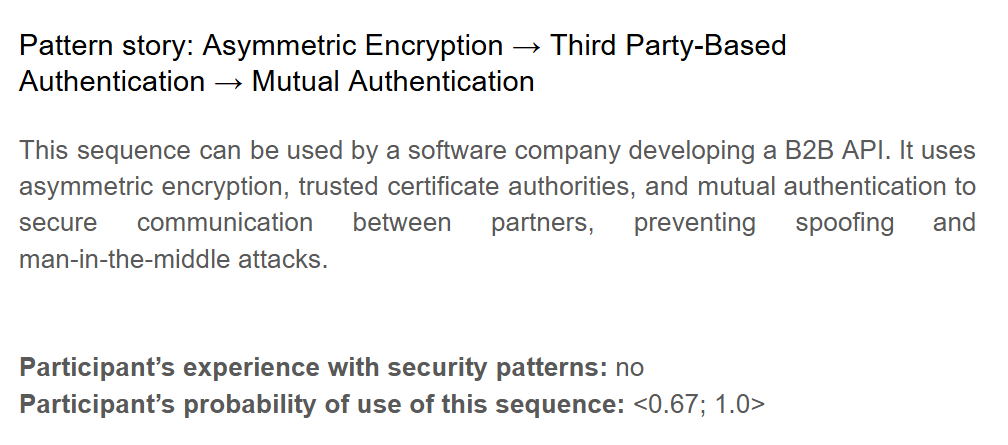 Pattern story: Asymmetric Encryption → Third Party-Based
Authentication → Mutual Authentication
This sequence can be used by a software company developing a B2B API. It uses
asymmetric encryption, trusted certificate authorities, and mutual authentication to
secure communication between partners, preventing spoofing and
man-in-the-middle attacks.
Participant’s experience with security patterns: no
Participant’s probability of use of this sequence: <0.67; 1.0>